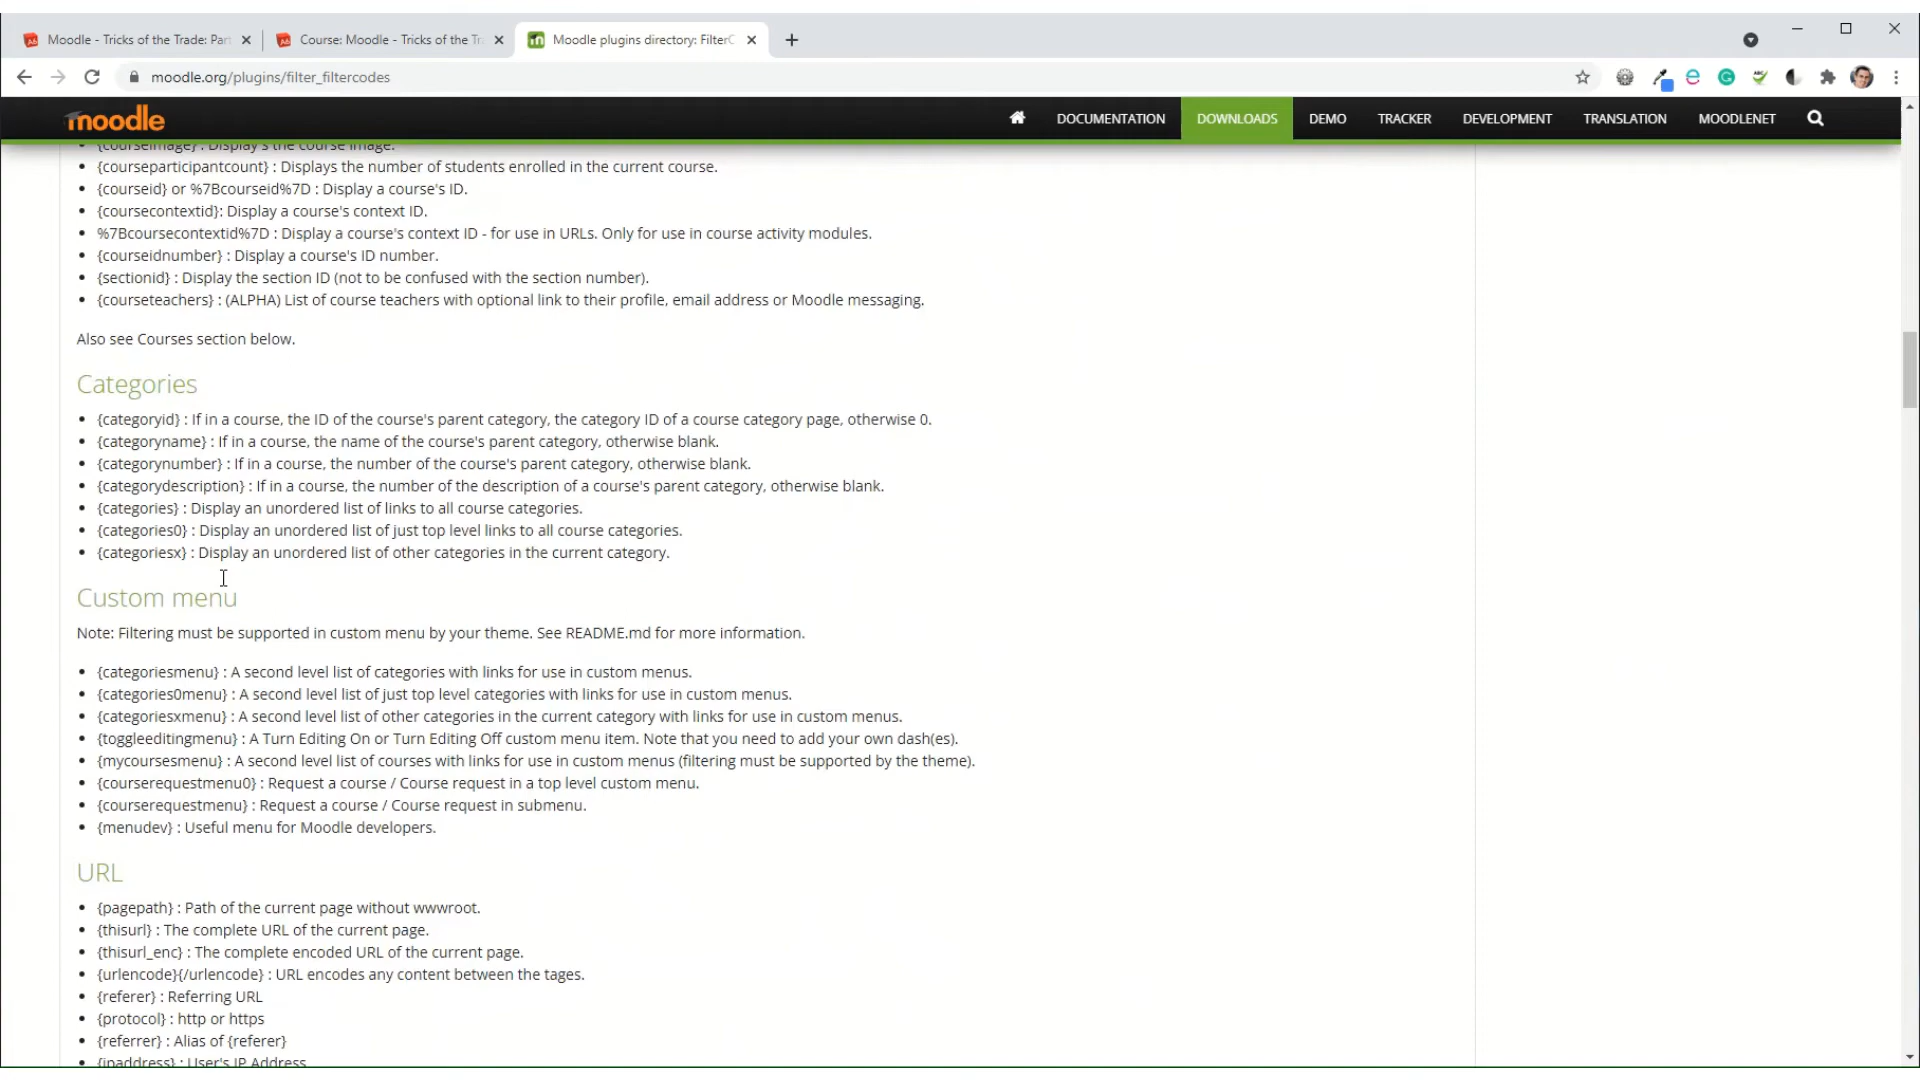 Moodle - Tricks of the Trade: Part
Course: Moodle - Tricks of the Tr
Moodle plugins directory: FilterC
moodle.org/plugins/filter_filtercodes
moodle
DOCUMENTATION
DOWNLOADS
DEMO
TRACKER
DEVELOPMENT
TRANSLATION
MOODLENET
{courseimage} : Display's the course image.
{courseparticipantcount} : Displays the number of students enrolled in the current course.
{courseid} or %7Bcourseid%7D : Display a course's ID.
{coursecontextid}: Display a course's context ID.
%7Bcoursecontextid%7D : Display a course's context ID - for use in URLs. Only for use in course activity modules.
{courseidnumber} : Display a course's ID number.
{sectionid} : Display the section ID (not to be confused with the section number).
{courseteachers} : (ALPHA) List of course teachers with optional link to their profile, email address or Moodle messaging.
Also see Courses section below.
Categories
{categoryid} : If in a course, the ID of the course's parent category, the category ID of a course category page, otherwise 0.
{categoryname} : If in a course, the name of the course's parent category, otherwise blank.
{categorynumber} : If in a course, the number of the course's parent category, otherwise blank.
{categorydescription} : If in a course, the number of the description of a course's parent category, otherwise blank.
{categories} : Display an unordered list of links to all course categories.
{categories0} : Display an unordered list of just top level links to all course categories.
{categoriesx} : Display an unordered list of other categories in the current category.
Custom menu
Note: Filtering must be supported in custom menu by your theme. See README.md for more information.
{categoriesmenu} : A second level list of categories with links for use in custom menus.
{categories0menu} : A second level list of just top level categories with links for use in custom menus.
{categoriesxmenu} : A second level list of other categories in the current category with links for use in custom menus.
{toggleeditingmenu} : A Turn Editing On or Turn Editing Off custom menu item. Note that you need to add your own dash(es).
{mycoursesmenu} : A second level list of courses with links for use in custom menus (filtering must be supported by the theme).
{courserequestmenu0} : Request a course / Course request in a top level custom menu.
{courserequestmenu} : Request a course / Course request in submenu.
{menudev} : Useful menu for Moodle developers.
URL
{pagepath} : Path of the current page without wwwroot.
{thisurl} : The complete URL of the current page.
{thisurl_enc} : The complete encoded URL of the current page.
{urlencode}{/urlencode} : URL encodes any content between the tages.
{referer} : Referring URL
{protocol} : http or https
{referrer} : Alias of {referer}
{ipaddress} : User's IP Address